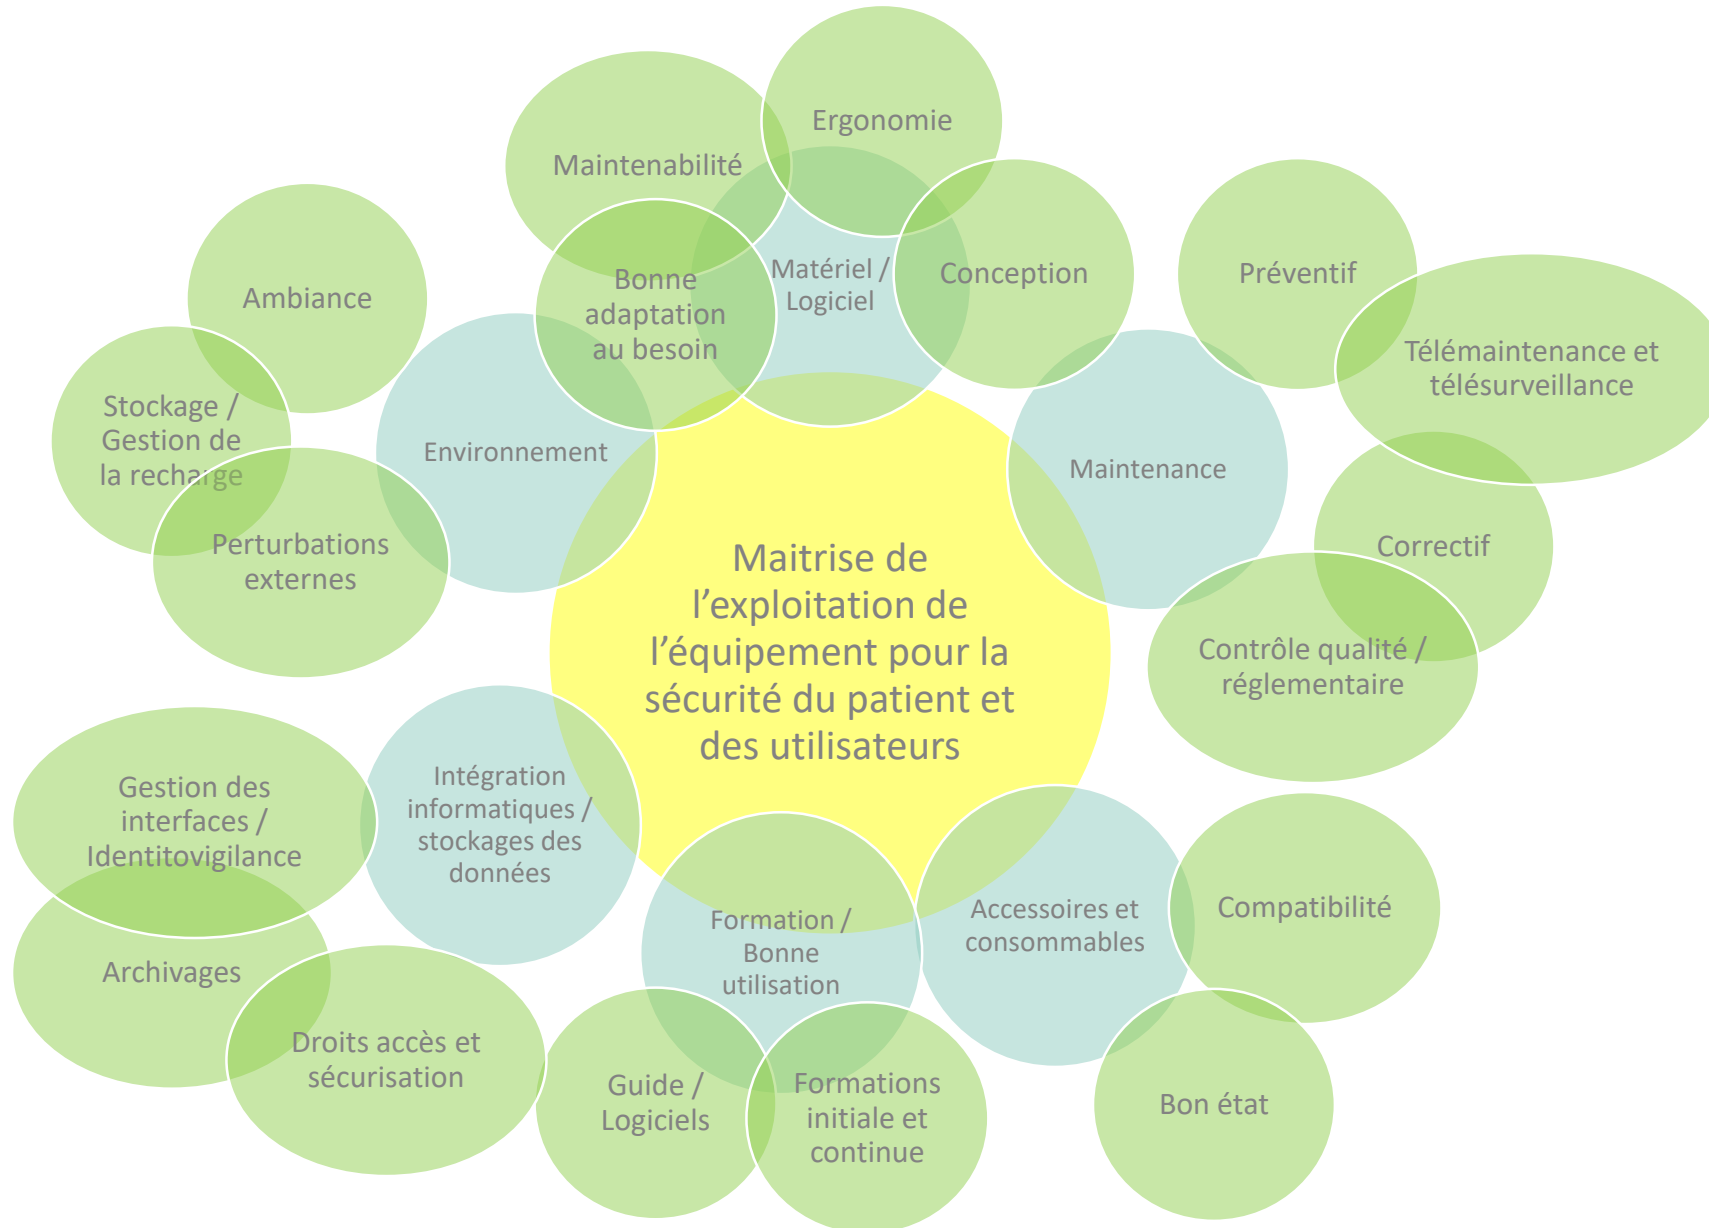 Ergonomie
Maintenabilité
Matériel /
Logiciel
Conception
Bonne
adaptation
au besoin
Préventif
Télémaintenance et
télésurveillance
Ambiance
Stockage /
Gestion de
la recharge
Environnement
Maintenance
Perturbations
externes
Correctif
Contrôle qualité /
réglementaire
Maitrise de
l’exploitation de
l’équipement pour la
sécurité du patient et
des utilisateurs
Gestion des
interfaces /
Identitovigilance
Intégration
informatiques /
stockages des
données
Archivages
Droits accès et
sécurisation
Formation /
Bonne
utilisation
Guide /
Logiciels
Formations
initiale et
continue
Accessoires et
consommables
Compatibilité
Bon état